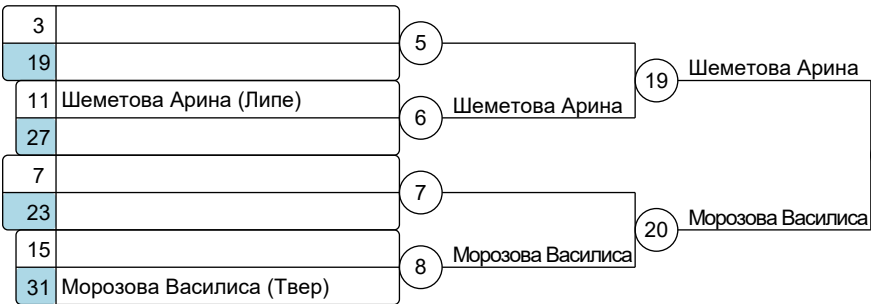 3
5
19
19 Шеметова Арина
11 Шеметова Арина (Липе)
6 Шеметова Арина
27
7
7
23
20 Морозова Василиса
15
8 Морозова Василиса
31 Морозова Василиса (Твер)